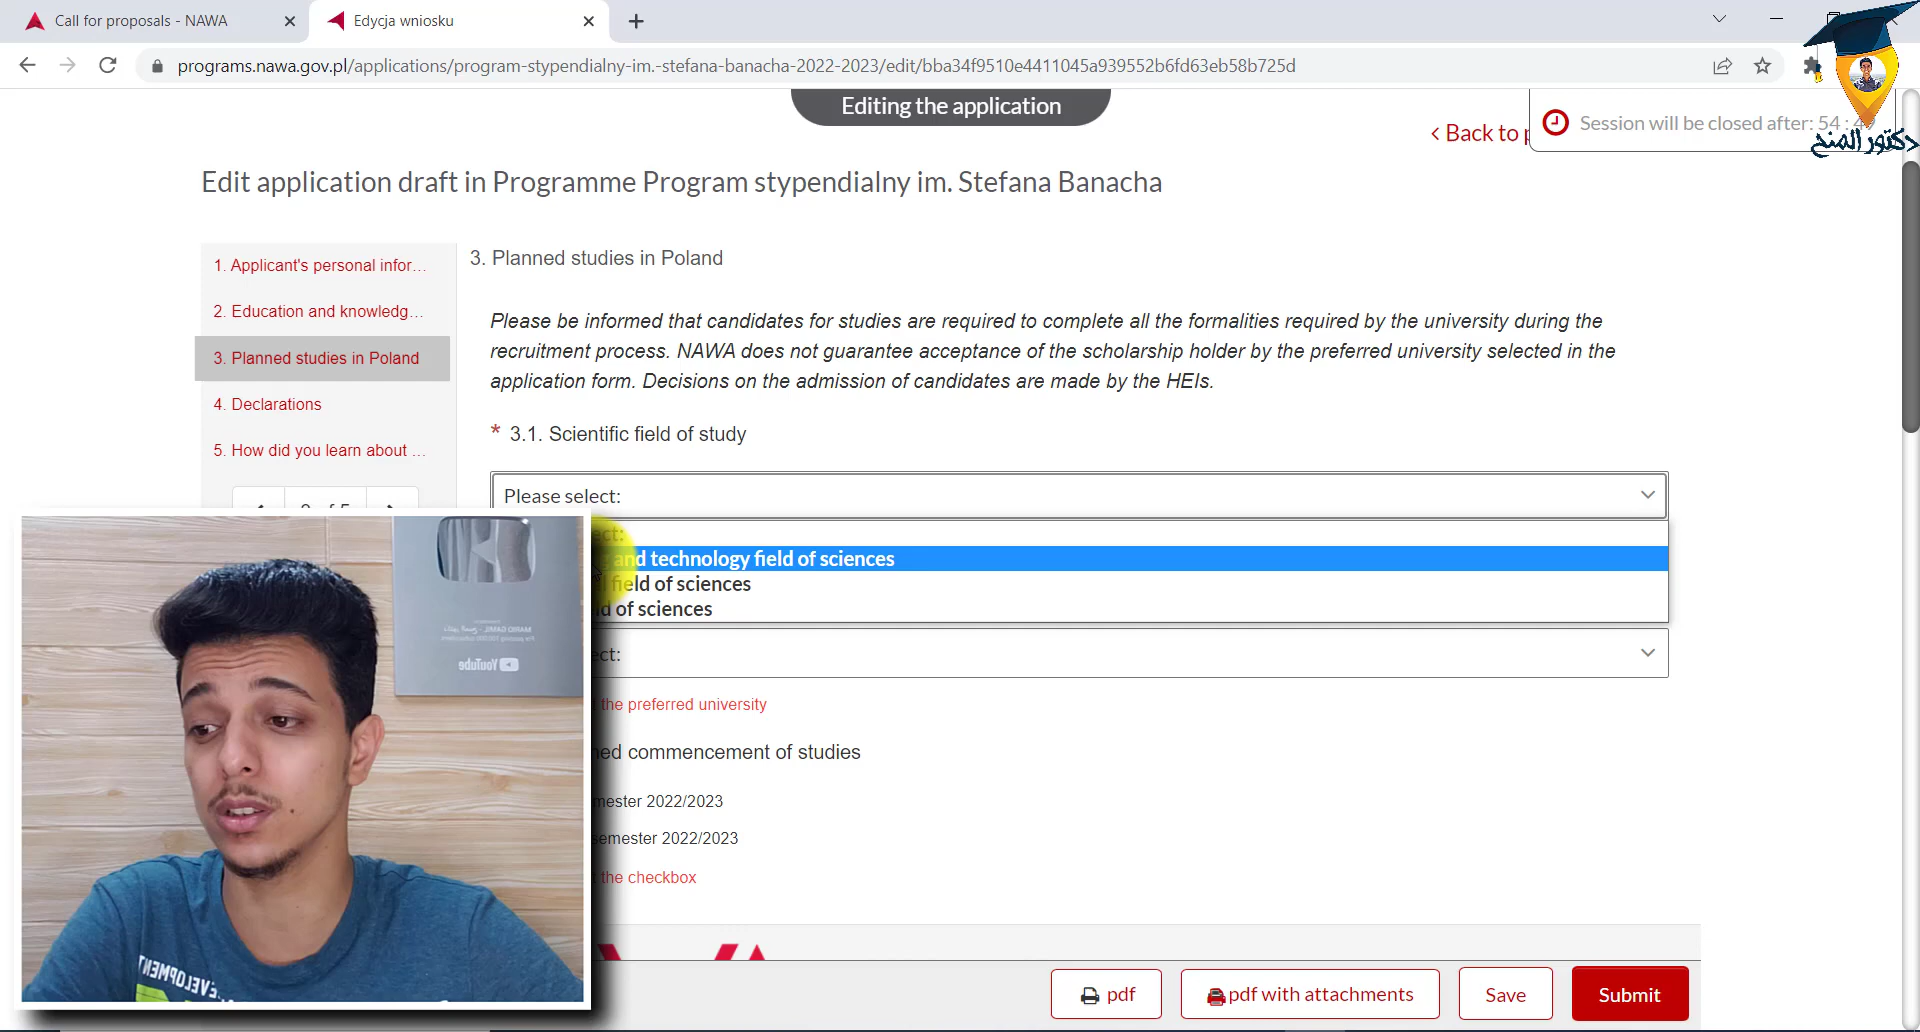 Call for proposals - NAWA
Edycja wniosku
programs.nawa.gov.pl/applications/program-stypendialny-im.-stefana-banacha-2022-2023/edit/bba34f9510e4411045a939552b6fd63eb58b725d
Editing the application
< Back to
Session will be closed after: 54 : 4
دكتور المنح
Edit application draft in Programme Program stypendialny im. Stefana Banacha
1. Applicant's personal infor...
2. Education and knowledg...
3. Planned studies in Poland
4. Declarations
5. How did you learn about ...
3. Planned studies in Poland
Please be informed that candidates for studies are required to complete all the formalities required by the university during the
recruitment process. NAWA does not guarantee acceptance of the scholarship holder by the preferred university selected in the
application form. Decisions on the admission of candidates are made by the HEIs.
* 3.1. Scientific field of study
Please select:
and technology field of sciences
field of sciences
of sciences
the preferred university
commencement of studies
2022/2023
semester 2022/2023
the checkbox
YouTube
pdf
pdf with attachments
Save
Submit